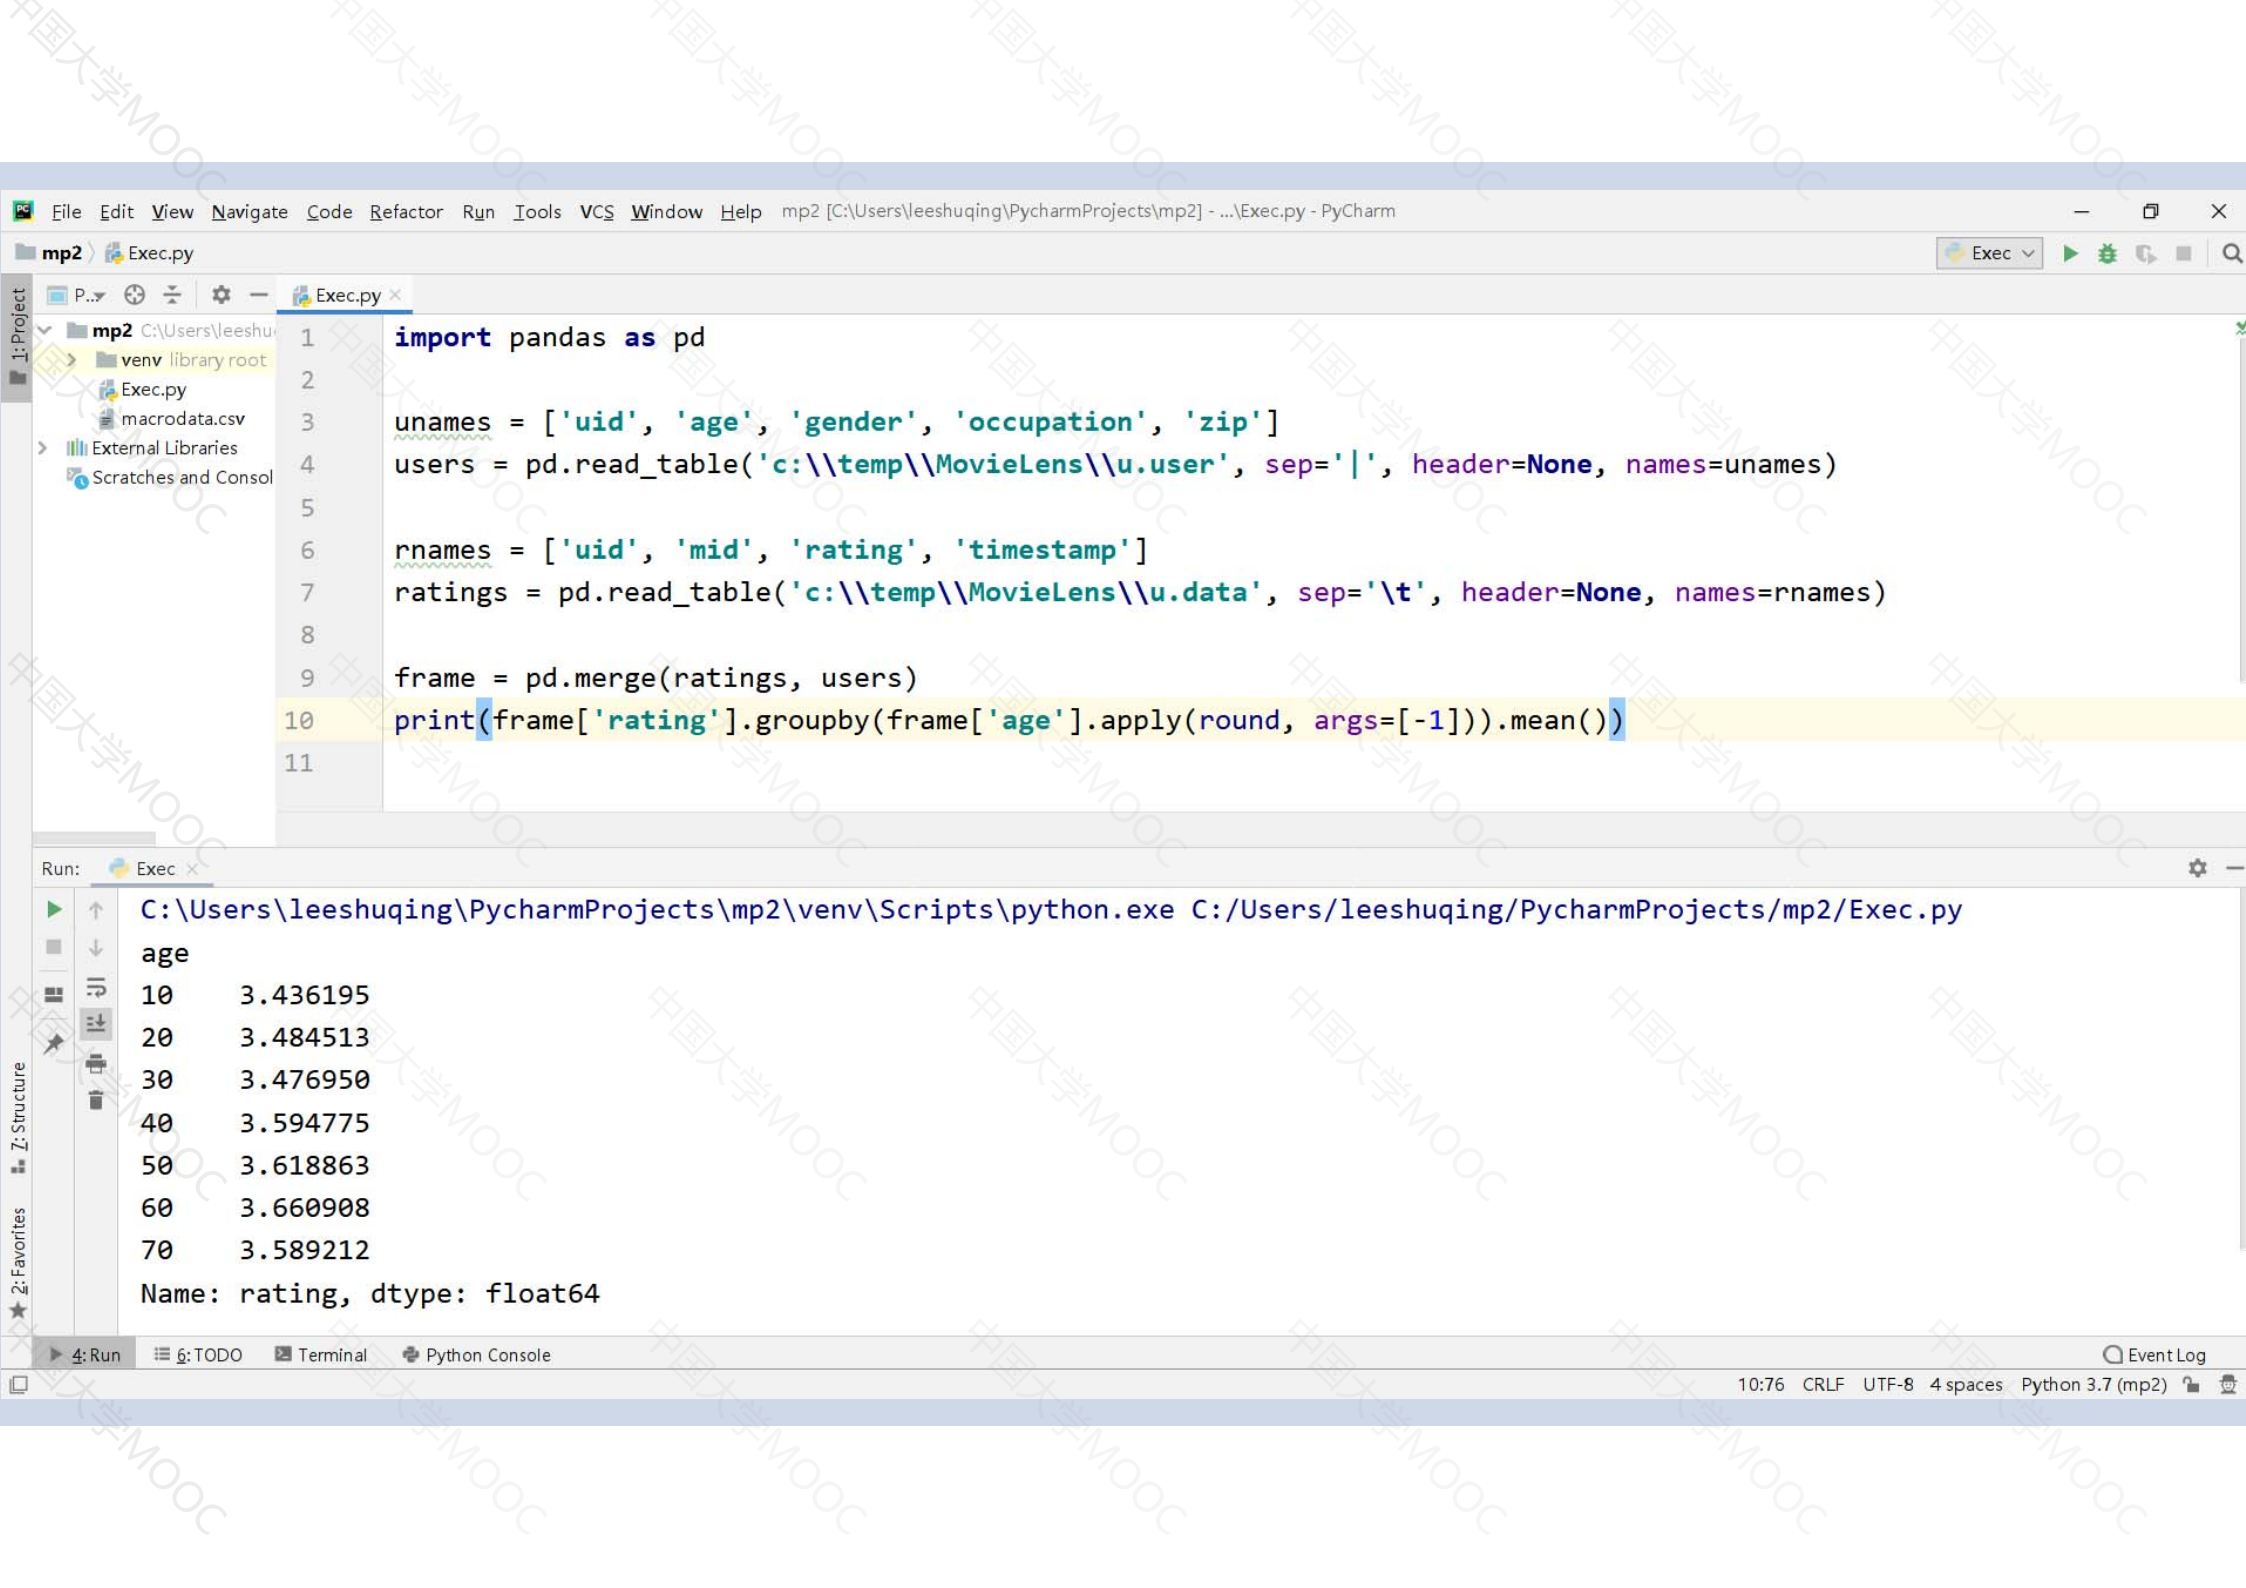 File Edit View Navigate Code Refactor Run Tools VCS Window Help mp2 [C:\Users\leeshuqing\PycharmProjects\mp2] - ...\Exec.py - PyCharm
mp2 Exec.py Exec
1: Project
P.. Exec.py
mp2 C:\Users\leeshu
venv library root
Exec.py
macrodata.csv
External Libraries
Scratches and Consol
1 import pandas as pd
2
3 unames = ['uid', 'age', 'gender', 'occupation', 'zip']
4 users = pd.read_table('c:\\temp\\MovieLens\\u.user', sep='|', header=None, names=unames)
5
6 rnames = ['uid', 'mid', 'rating', 'timestamp']
7 ratings = pd.read_table('c:\\temp\\MovieLens\\u.data', sep='\t', header=None, names=rnames)
8
9 frame = pd.merge(ratings, users)
10 print(frame['rating'].groupby(frame['age'].apply(round, args=[-1])).mean())
11
Run: Exec
C:\Users\leeshuqing\PycharmProjects\mp2\venv\Scripts\python.exe C:/Users/leeshuqing/PycharmProjects/mp2/Exec.py
age
10 3.436195
20 3.484513
30 3.476950
40 3.594775
50 3.618863
60 3.660908
70 3.589212
Name: rating, dtype: float64
Z: Structure
2: Favorites
4: Run 6: TODO Terminal Python Console Event Log
10:76 CRLF UTF-8 4 spaces Python 3.7 (mp2)
中国大学MOOC